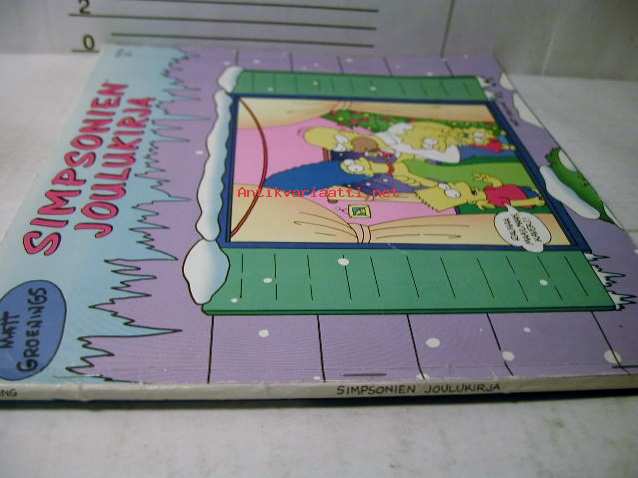 2
0
SIMPSONIEN
JOULUKIRJA
MATT
GROENINGS
Antikvariaatti.net
SIMPSONIEN JOULUKIRJA